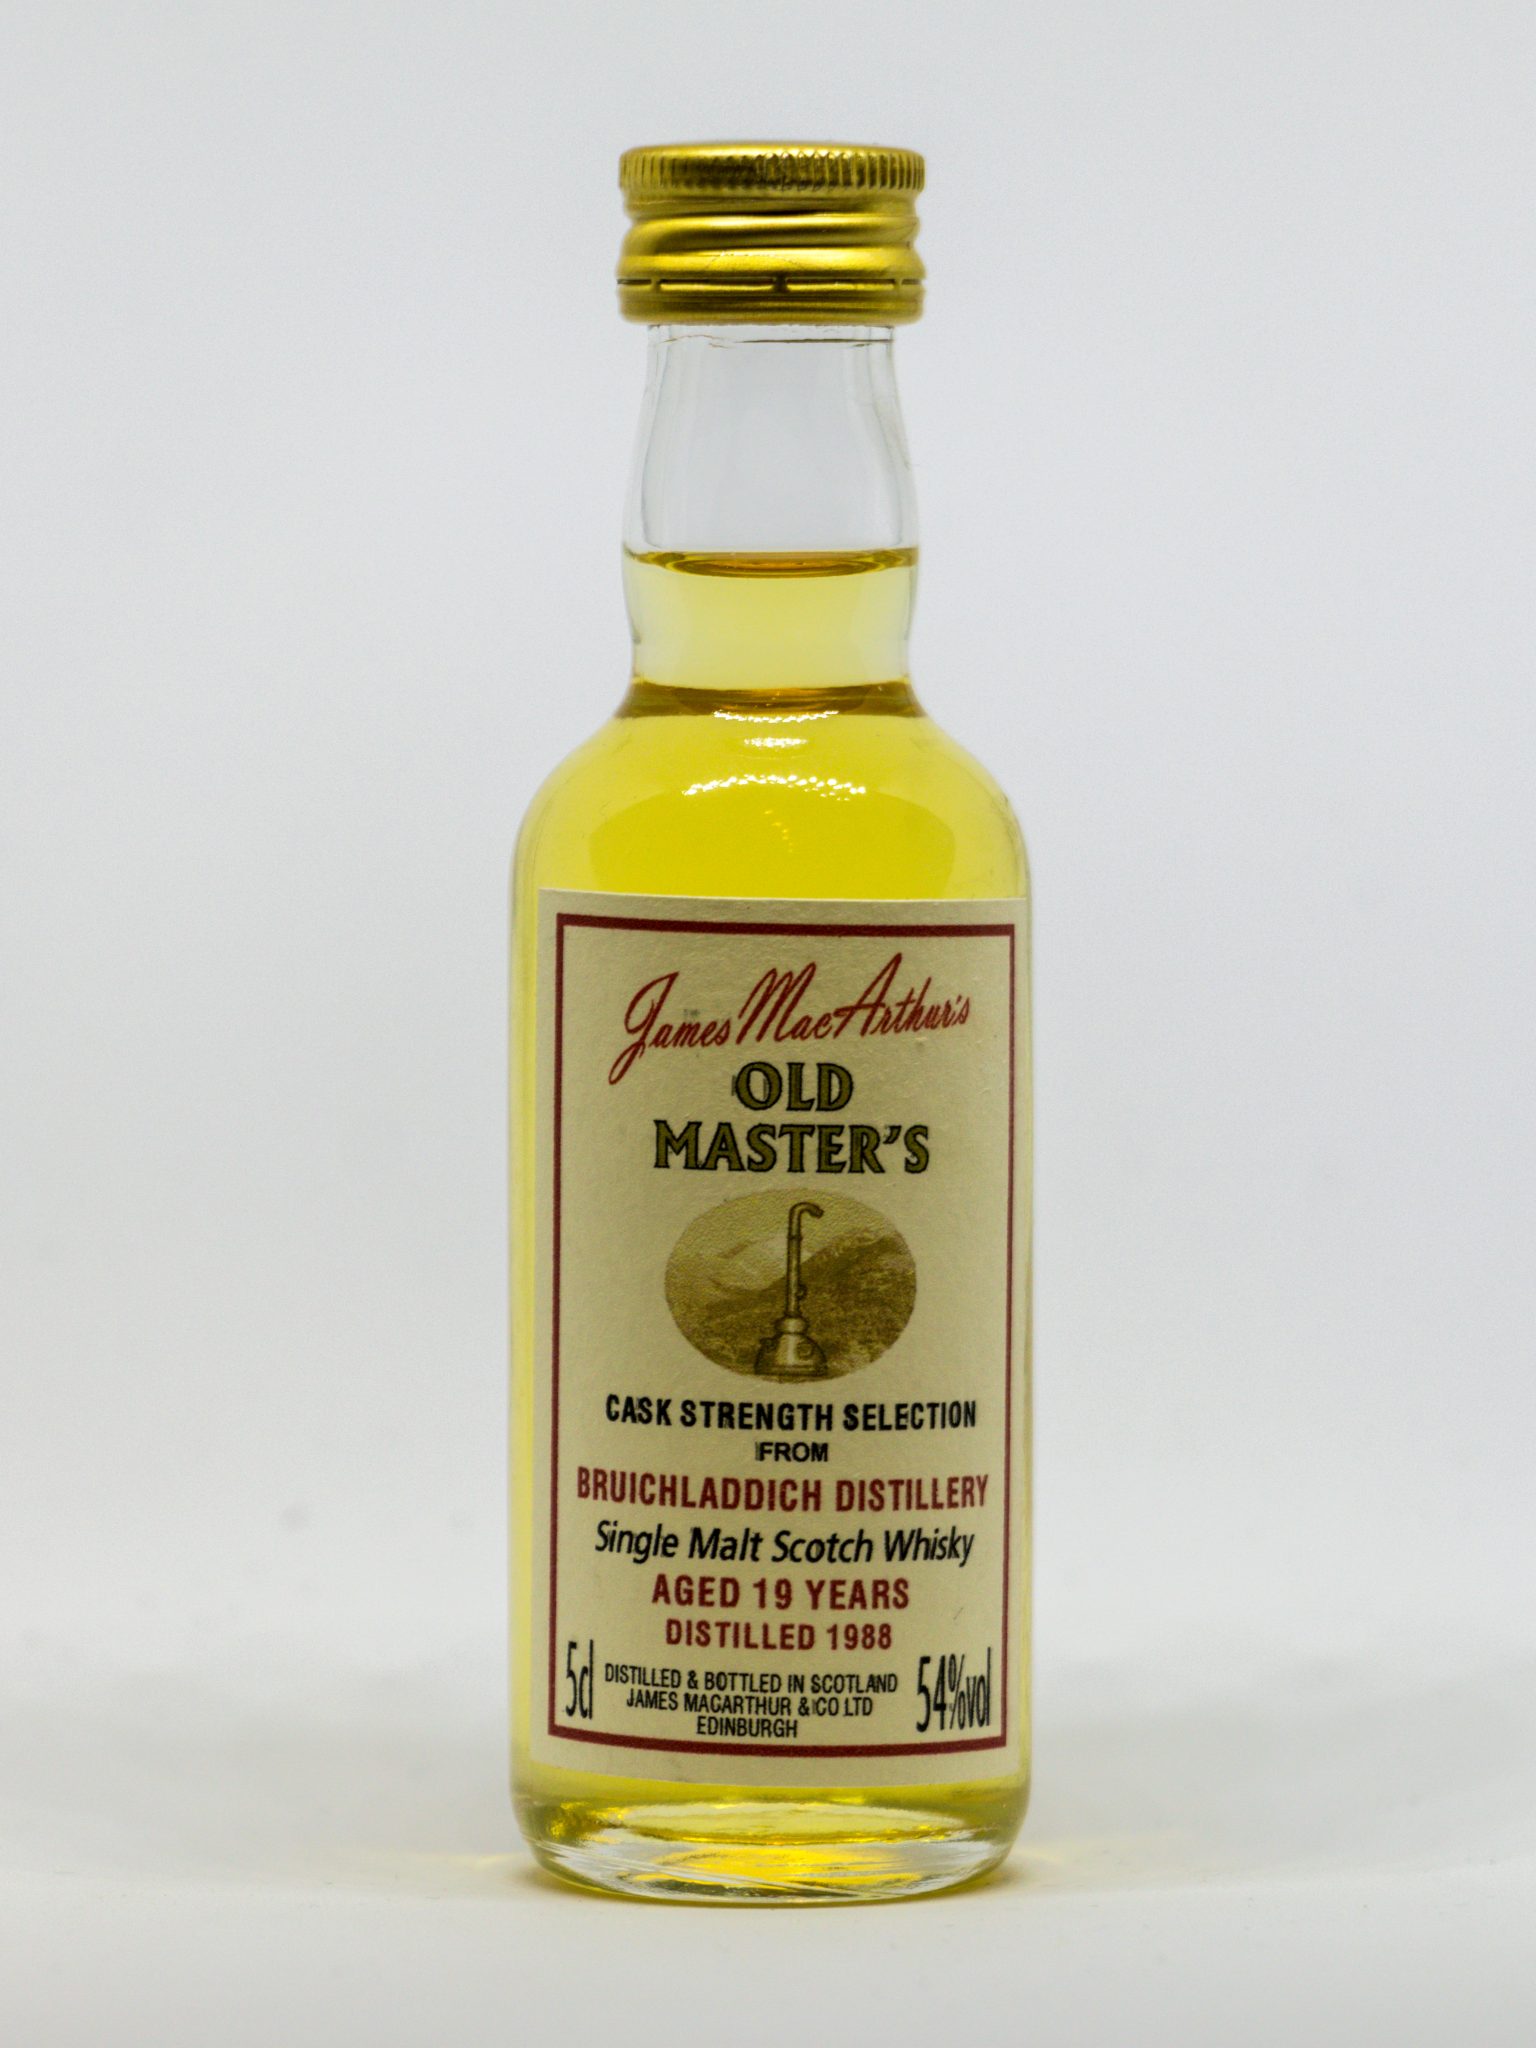 James MacArthur's
OLD
MASTER'S
CASK STRENGTH SELECTION
FROM
BRUICHLADDICH DISTILLERY
Single Malt Scotch Whisky
AGED 19 YEARS
DISTILLED 1988
5cl
DISTILLED & BOTTLED IN SCOTLAND
JAMES MACARTHUR & CO LTD
EDINBURGH
54%vol